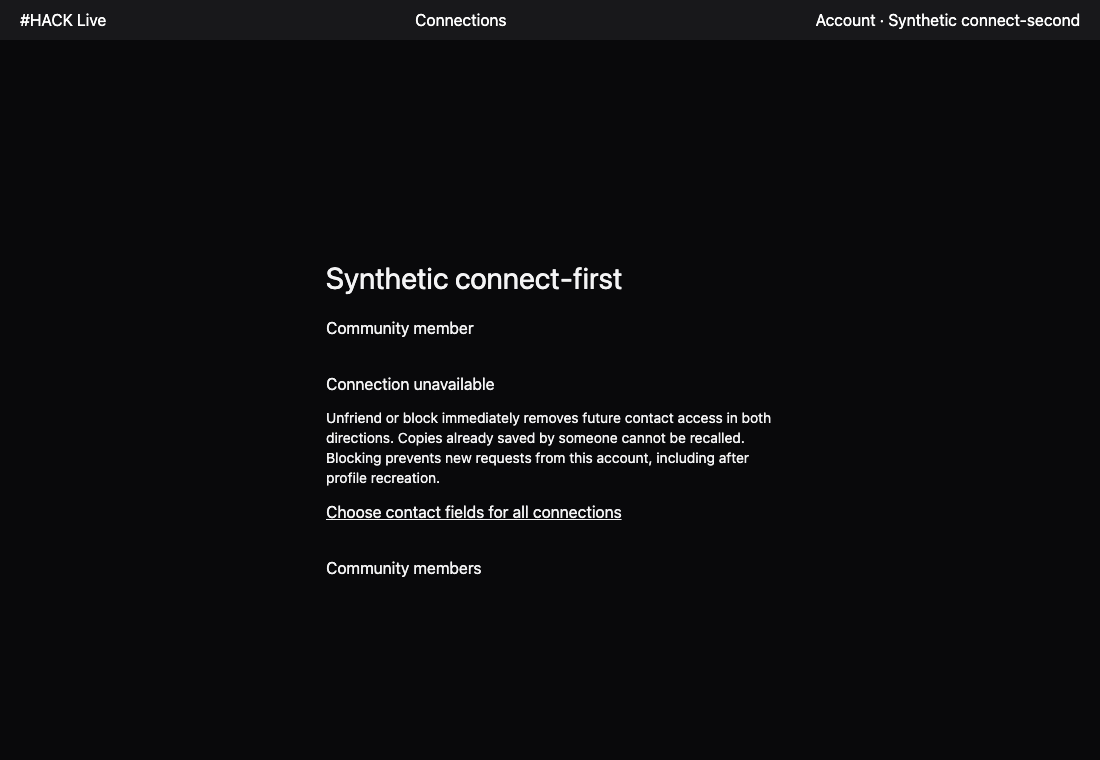 #HACK Live
Connections
Account · Synthetic connect-second
Synthetic connect-first
Community member
Connection unavailable
Unfriend or block immediately removes future contact access in both
directions. Copies already saved by someone cannot be recalled.
Blocking prevents new requests from this account, including after
profile recreation.
Choose contact fields for all connections
Community members